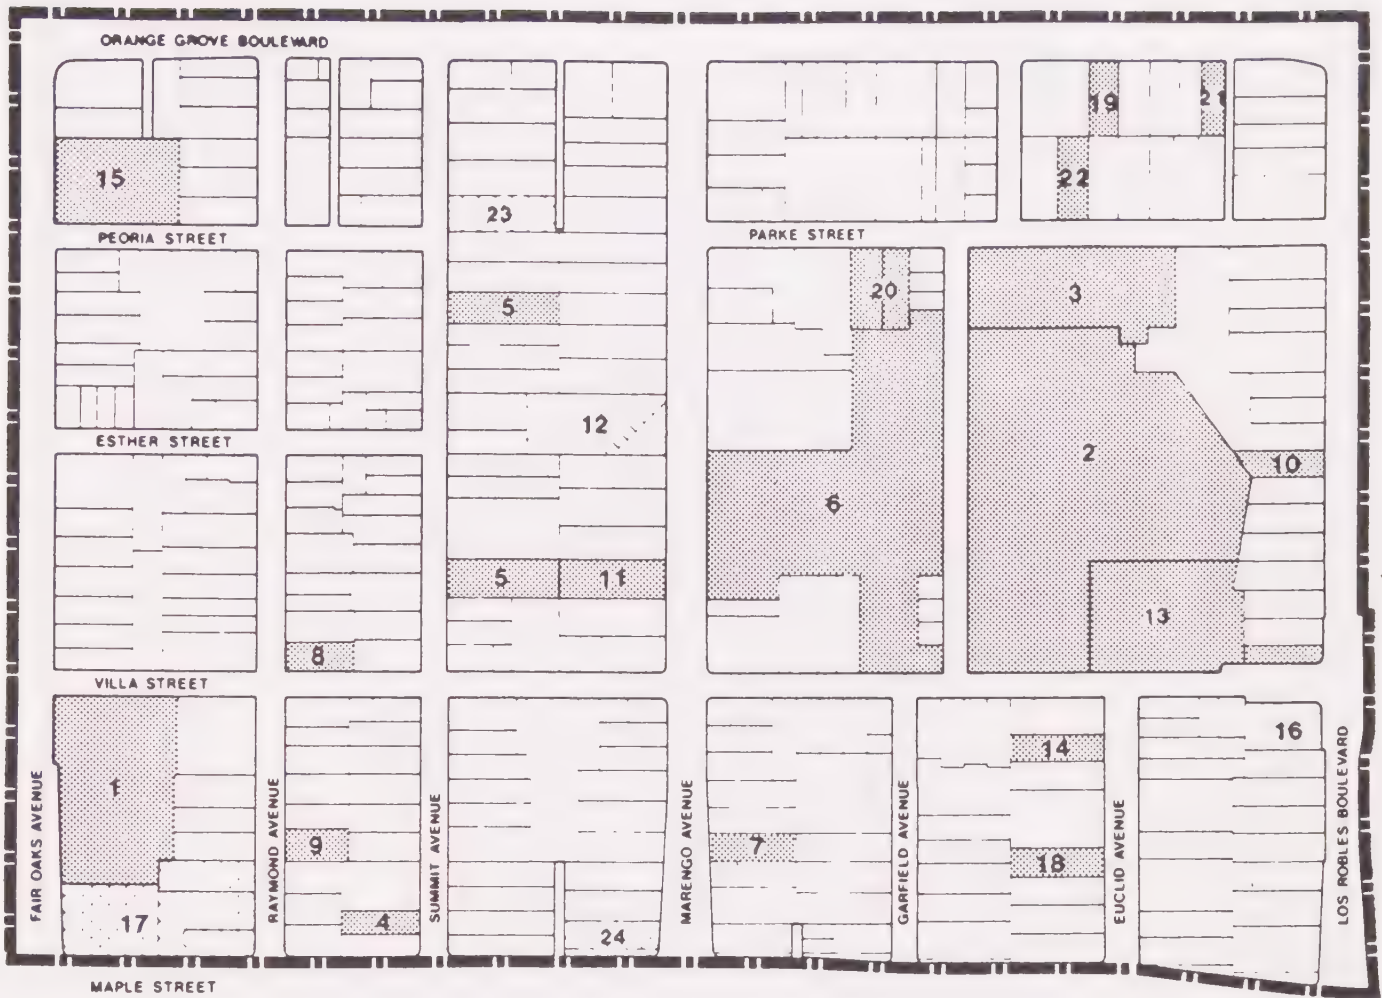 ORANGE GROVE BOULEVARD
19
21
15
22
23
PEORIA STREET
PARKE STREET
5
20
3
12
ESTHER STREET
2
10
6
5
11
13
8
VILLA STREET
16
14
1
9
7
18
17
4
24
FAIR OAKS AVENUE
RAYMOND AVENUE
SUMMIT AVENUE
MARENGO AVENUE
GARFIELD AVENUE
EUCLID AVENUE
LOS ROBLES BOULEVARD
MAPLE STREET